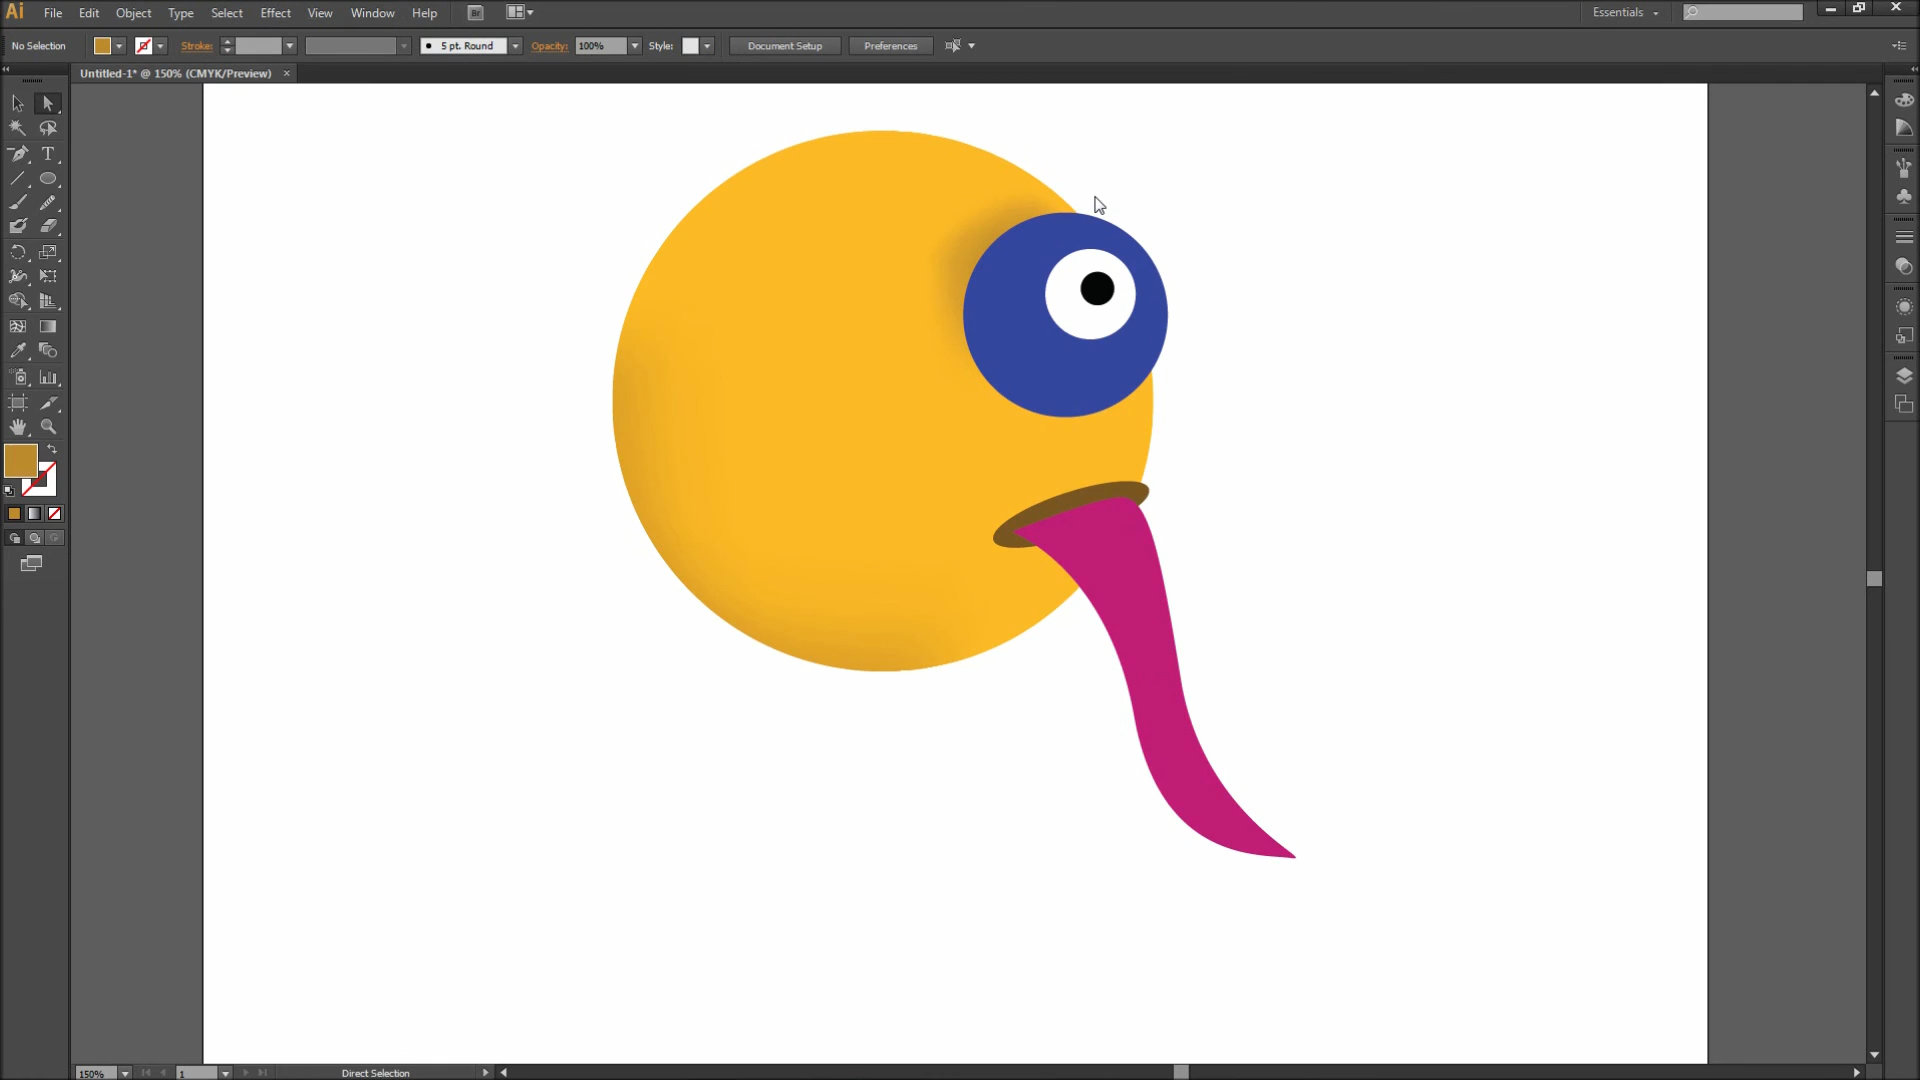 Ai File Edit Object Type Select Effect View Window Help Br Essentials
No Selection Stroke: 5 pt. Round Opacity: 100% Style: Document Setup Preferences
Untitled-1* @ 150% (CMYK/Preview) ×
T
150% 1 Direct Selection